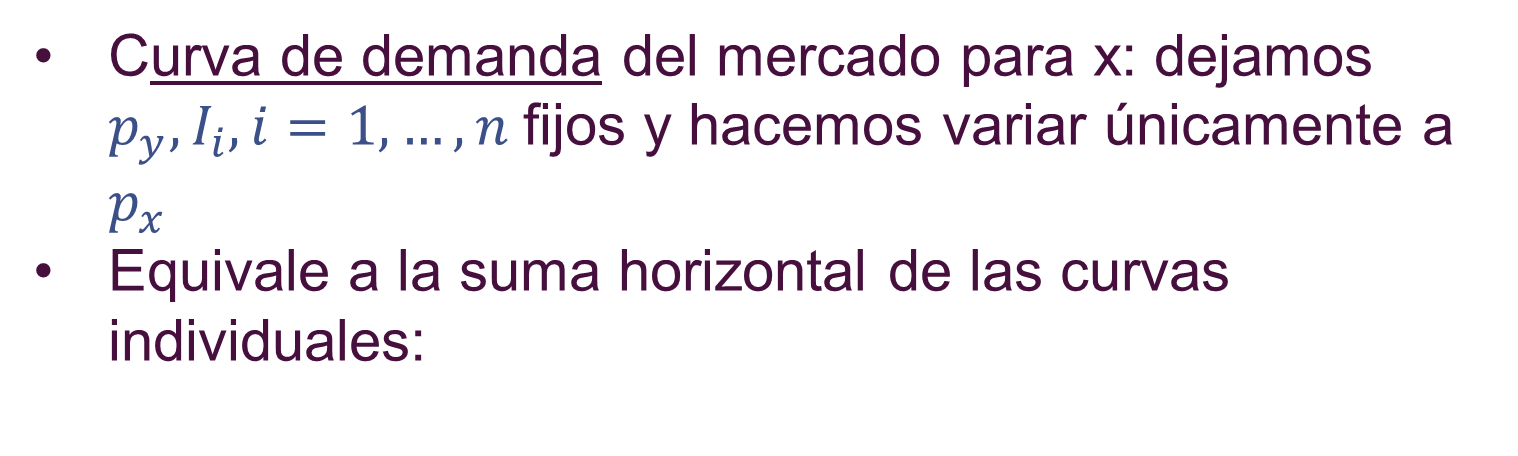 • Curva de demanda del mercado para x: dejamos
p_y, I_i, i = 1, … , n fijos y hacemos variar únicamente a
p_x
• Equivale a la suma horizontal de las curvas
individuales: